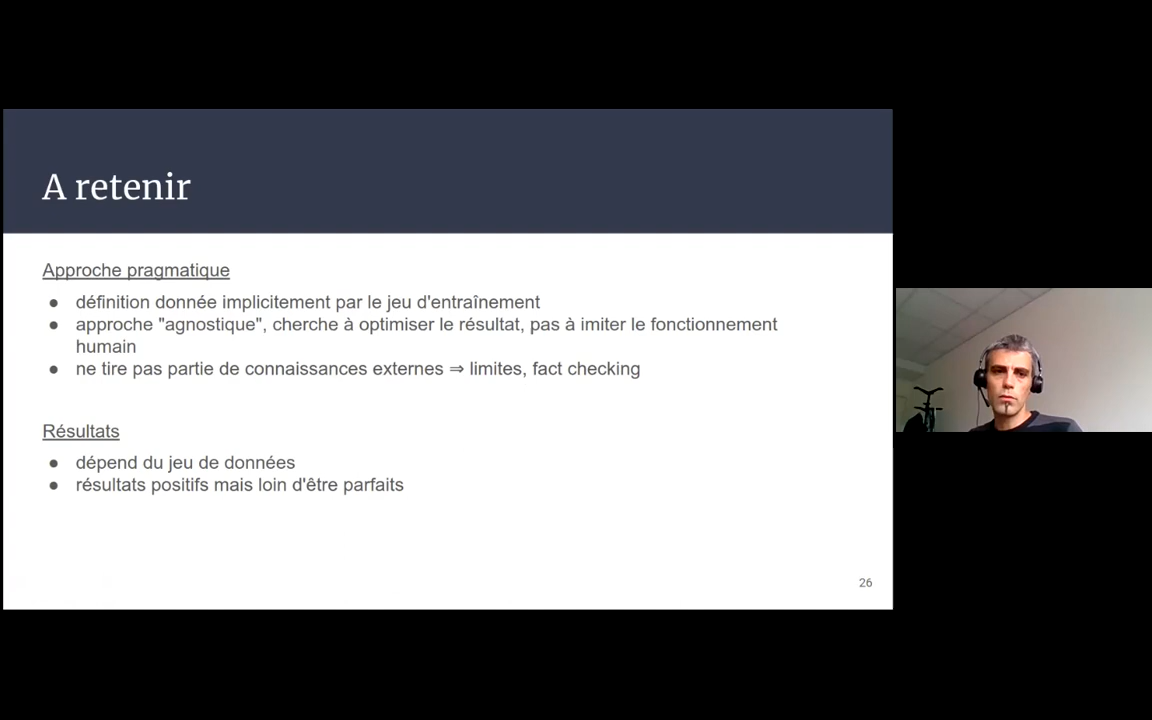 A retenir
Approche pragmatique
● définition donnée implicitement par le jeu d'entraînement
● approche "agnostique", cherche à optimiser le résultat, pas à imiter le fonctionnement
humain
● ne tire pas partie de connaissances externes ⇒ limites, fact checking
Résultats
● dépend du jeu de données
● résultats positifs mais loin d'être parfaits
26